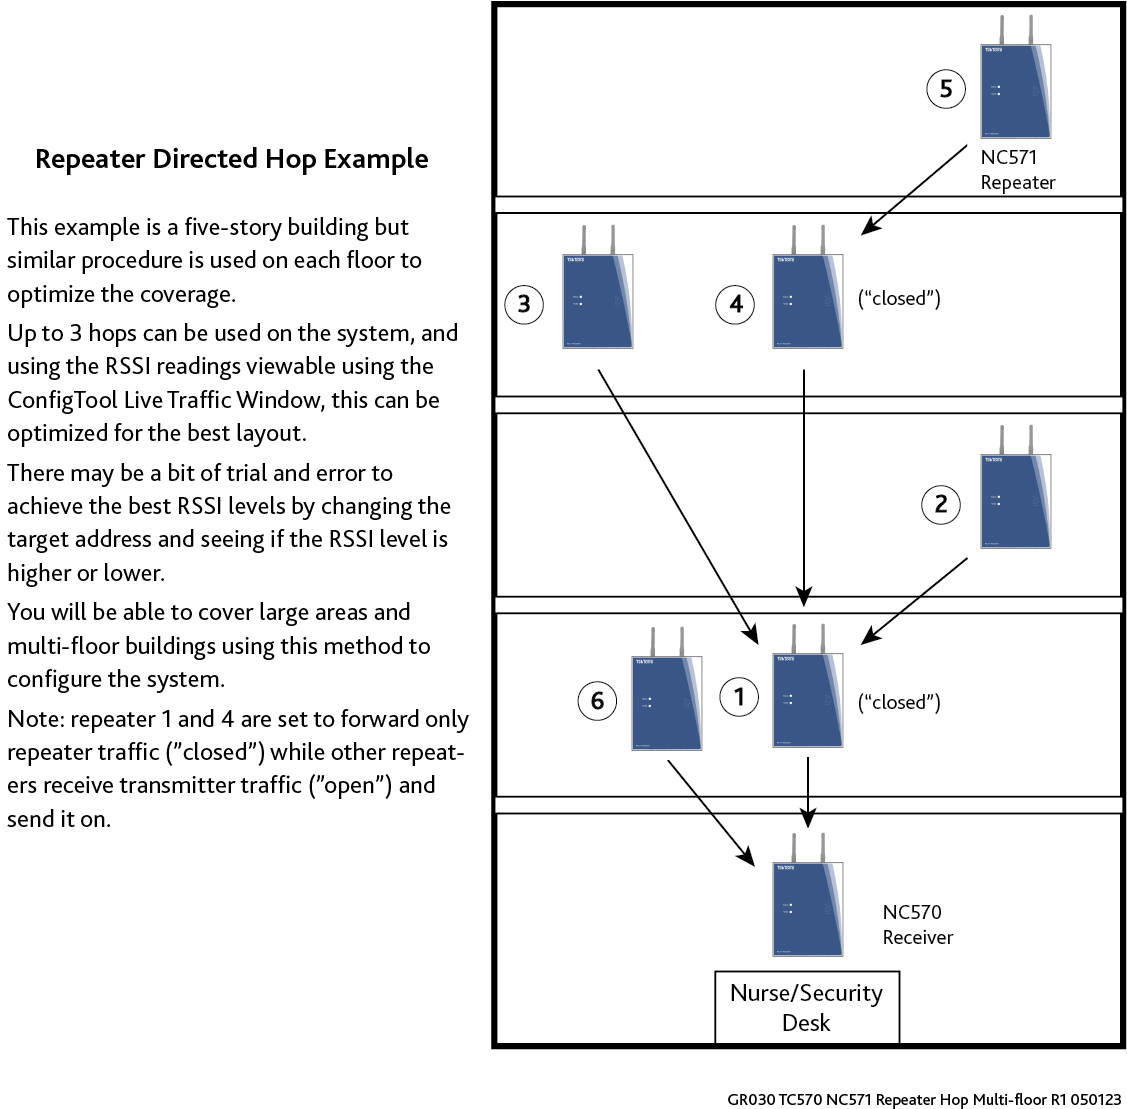 Repeater Directed Hop Example
This example is a five-story building but
similar procedure is used on each floor to
optimize the coverage.
Up to 3 hops can be used on the system, and
using the RSSI readings viewable using the
ConfigTool Live Traffic Window, this can be
optimized for the best layout.
There may be a bit of trial and error to
achieve the best RSSI levels by changing the
target address and seeing if the RSSI level is
higher or lower.
You will be able to cover large areas and
multi-floor buildings using this method to
configure the system.
Note: repeater 1 and 4 are set to forward only
repeater traffic (”closed”) while other repeat-
ers receive transmitter traffic (”open”) and
send it on.
5
NC571
Repeater
3
4
(“closed”)
2
6
1
(“closed”)
NC570
Receiver
Nurse/Security
Desk
GR030 TC570 NC571 Repeater Hop Multi-floor R1 050123